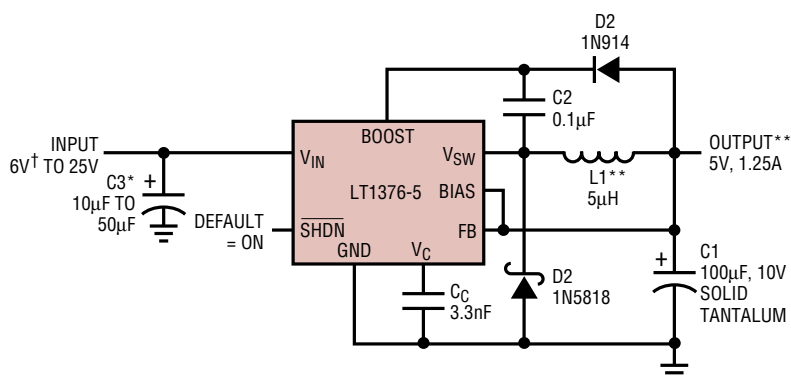 D2
1N914
C2
0.1µF
INPUT
6V† TO 25V
C3*
+
10µF TO
50µF
BOOST
VIN
VSW
LT1376-5
BIAS
SHDN
FB
GND
VC
DEFAULT
= ON
L1**
5µH
OUTPUT**
5V, 1.25A
CC
3.3nF
D2
1N5818
+
C1
100µF, 10V
SOLID
TANTALUM